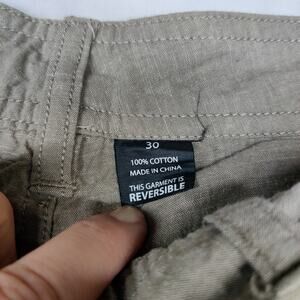 30
100% COTTON
MADE IN CHINA
THIS GARMENT IS
REVERSIBLE